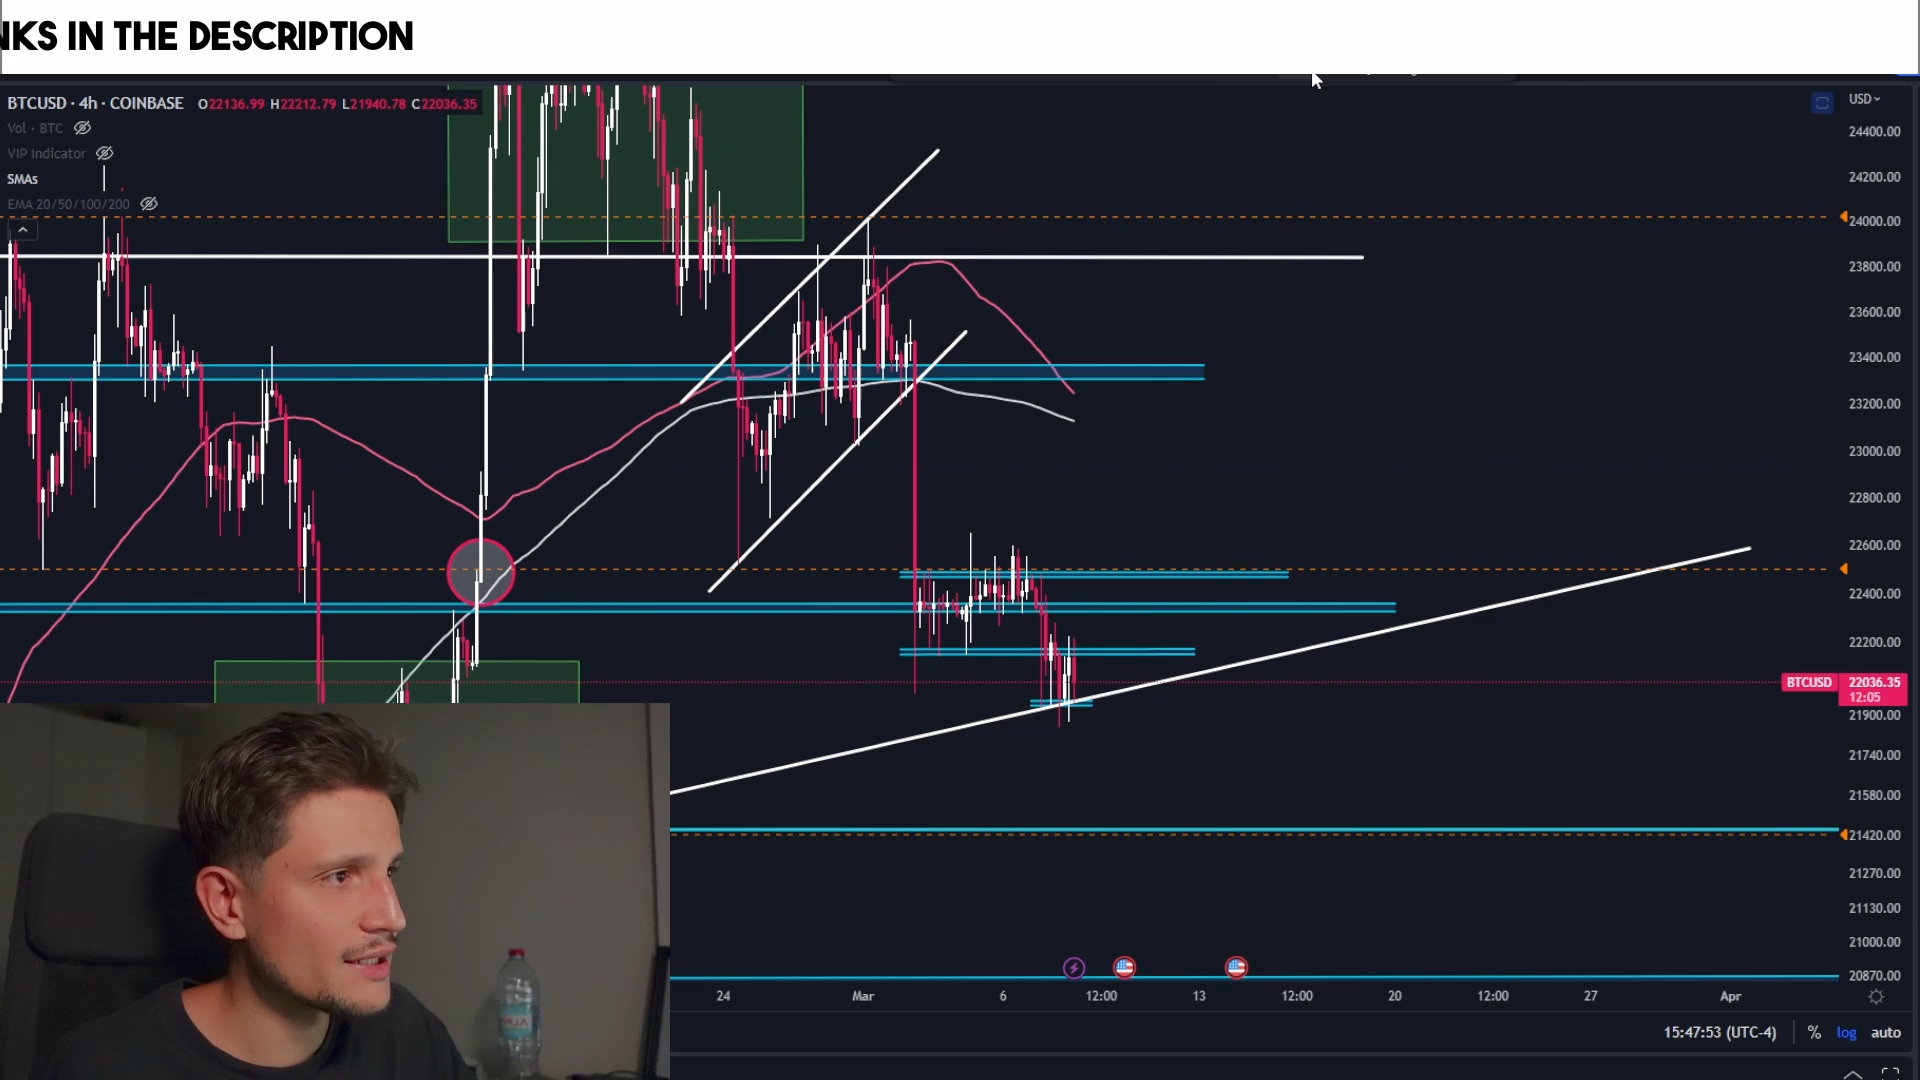 NKS IN THE DESCRIPTION
BTCUSD · 4h · COINBASE O22136.99 H22212.79 L21940.78 C22036.35
Vol · BTC
VIP Indicator
SMAs
EMA 20/50/100/200
USD
24400.00
24200.00
24000.00
23800.00
23600.00
23400.00
23200.00
23000.00
22800.00
22600.00
22400.00
22200.00
BTCUSD 22036.35
12:05
21900.00
21740.00
21580.00
21420.00
21270.00
21130.00
21000.00
20870.00
24 Mar 6 12:00 13 12:00 20 12:00 27 Apr
15:47:53 (UTC-4) % log auto